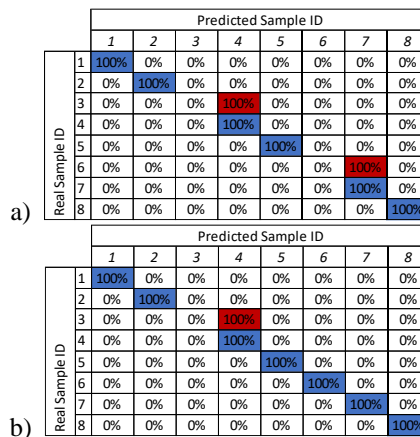 Predicted Sample ID
1 2 3 4 5 6 7 8
Real Sample ID
1 100% 0% 0% 0% 0% 0% 0% 0%
2 0% 100% 0% 0% 0% 0% 0% 0%
3 0% 0% 0% 100% 0% 0% 0% 0%
4 0% 0% 0% 100% 0% 0% 0% 0%
5 0% 0% 0% 0% 100% 0% 0% 0%
6 0% 0% 0% 0% 0% 0% 100% 0%
7 0% 0% 0% 0% 0% 0% 100% 0%
8 0% 0% 0% 0% 0% 0% 0% 100%
a)
Predicted Sample ID
1 2 3 4 5 6 7 8
Real Sample ID
1 100% 0% 0% 0% 0% 0% 0% 0%
2 0% 100% 0% 0% 0% 0% 0% 0%
3 0% 0% 0% 100% 0% 0% 0% 0%
4 0% 0% 0% 100% 0% 0% 0% 0%
5 0% 0% 0% 0% 100% 0% 0% 0%
6 0% 0% 0% 0% 0% 100% 0% 0%
7 0% 0% 0% 0% 0% 0% 100% 0%
8 0% 0% 0% 0% 0% 0% 0% 100%
b)